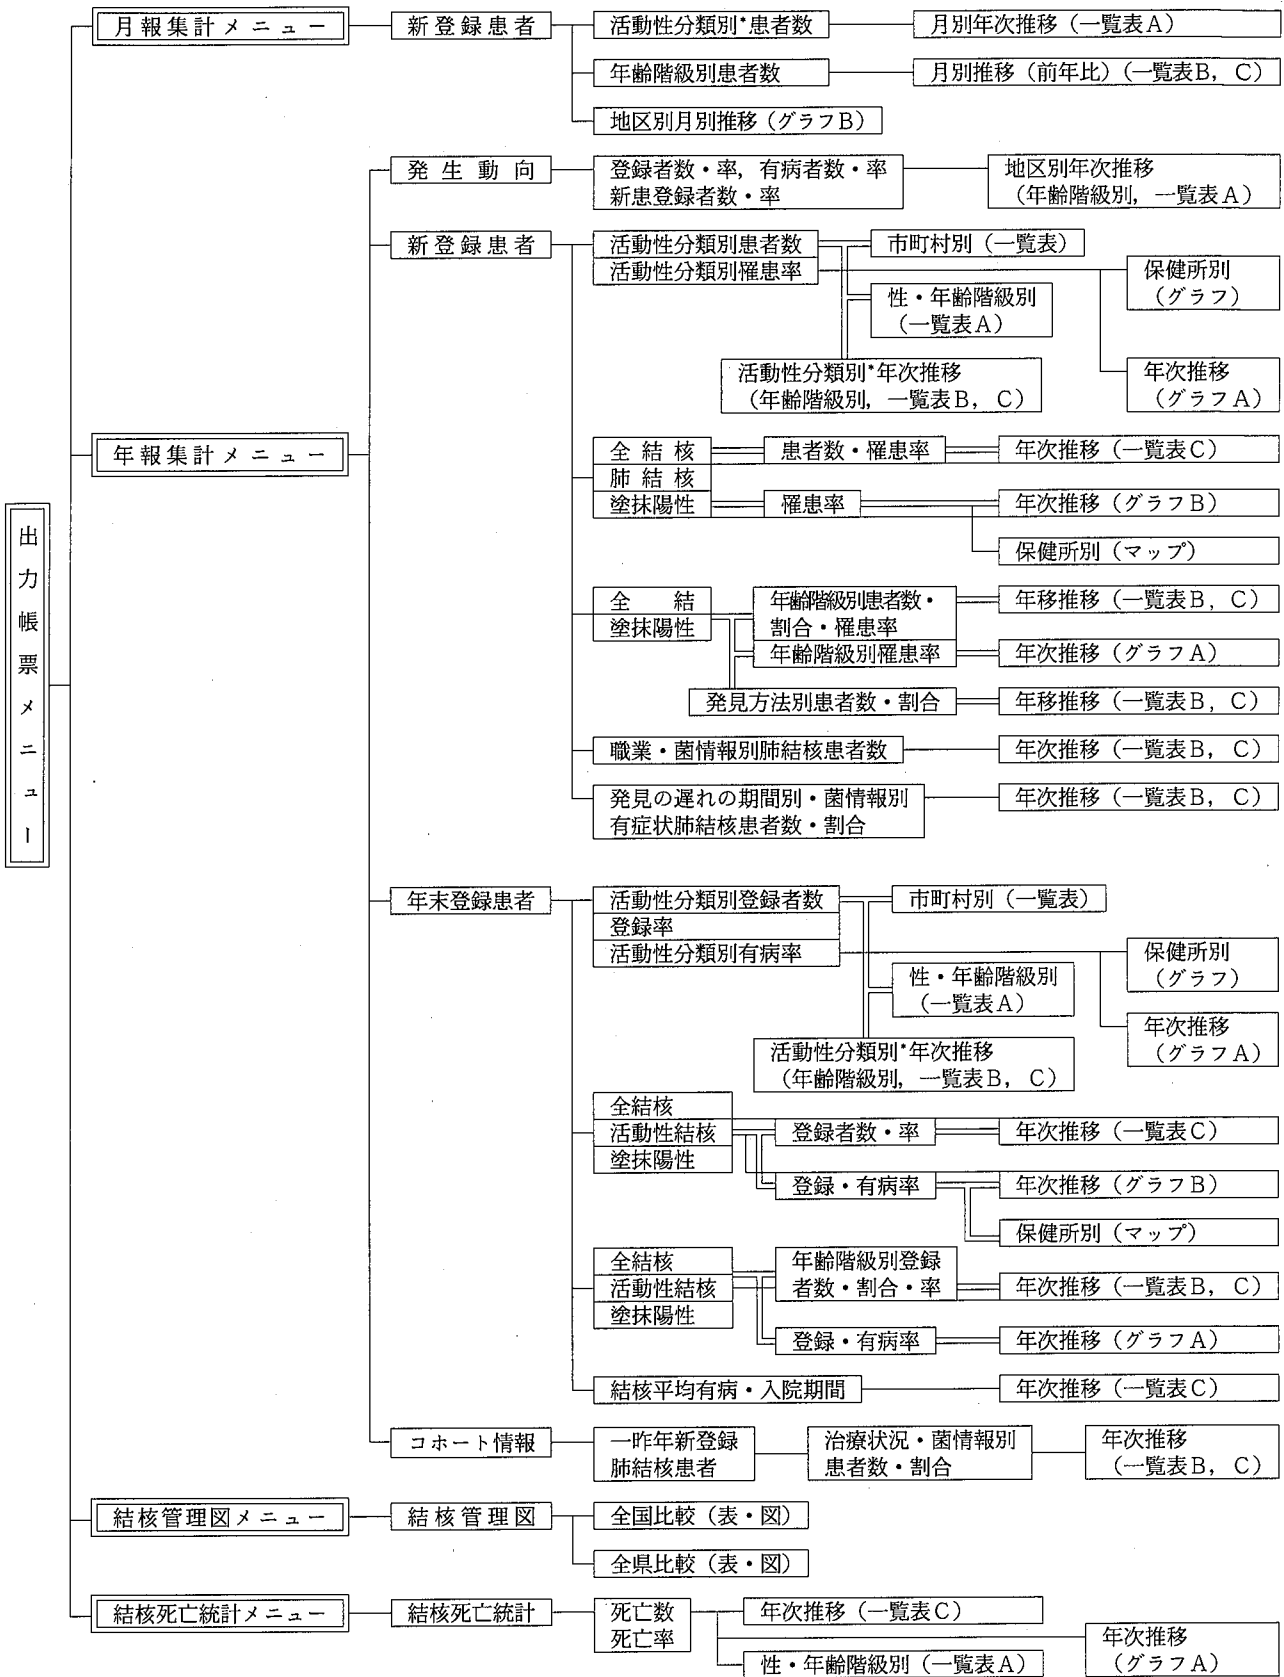 出力帳票メニュー
月報集計メニュー
新登録患者
活動性分類別*患者数
月別年次推移（一覧表A）
年齢階級別患者数
月別推移（前年比）（一覧表B，C）
地区別月別推移（グラフB）
年報集計メニュー
発生動向
登録者数・率，有病者数・率
新患登録者数・率
地区別年次推移
（年齢階級別，一覧表A）
新登録患者
活動性分類別患者数
活動性分類別罹患率
市町村別（一覧表）
保健所別
（グラフ）
性・年齢階級別
（一覧表A）
活動性分類別*年次推移
（年齢階級別，一覧表B，C）
年次推移
（グラフA）
全結核
肺結核
塗抹陽性
患者数・罹患率
年次推移（一覧表C）
罹患率
年次推移（グラフB）
保健所別（マップ）
全結
塗抹陽性
年齢階級別患者数・
割合・罹患率
年移推移（一覧表B，C）
年齢階級別罹患率
年次推移（グラフA）
発見方法別患者数・割合
年移推移（一覧表B，C）
職業・菌情報別肺結核患者数
年次推移（一覧表B，C）
発見の遅れの期間別・菌情報別
有症状肺結核患者数・割合
年次推移（一覧表B，C）
年末登録患者
活動性分類別登録者数
登録率
活動性分類別有病率
市町村別（一覧表）
保健所別
（グラフ）
性・年齢階級別
（一覧表A）
年次推移
（グラフA）
活動性分類別*年次推移
（年齢階級別，一覧表B，C）
全結核
活動性結核
塗抹陽性
登録者数・率
年次推移（一覧表C）
登録・有病率
年次推移（グラフB）
保健所別（マップ）
全結核
活動性結核
塗抹陽性
年齢階級別登録
者数・割合・率
年次推移（一覧表B，C）
登録・有病率
年次推移（グラフA）
結核平均有病・入院期間
年次推移（一覧表C）
コホート情報
一昨年新登録
肺結核患者
治療状況・菌情報別
患者数・割合
年次推移
（一覧表B，C）
結核管理図メニュー
結核管理図
全国比較（表・図）
全県比較（表・図）
結核死亡統計メニュー
結核死亡統計
死亡数
死亡率
年次推移（一覧表C）
年次推移
（グラフA）
性・年齢階級別（一覧表A）